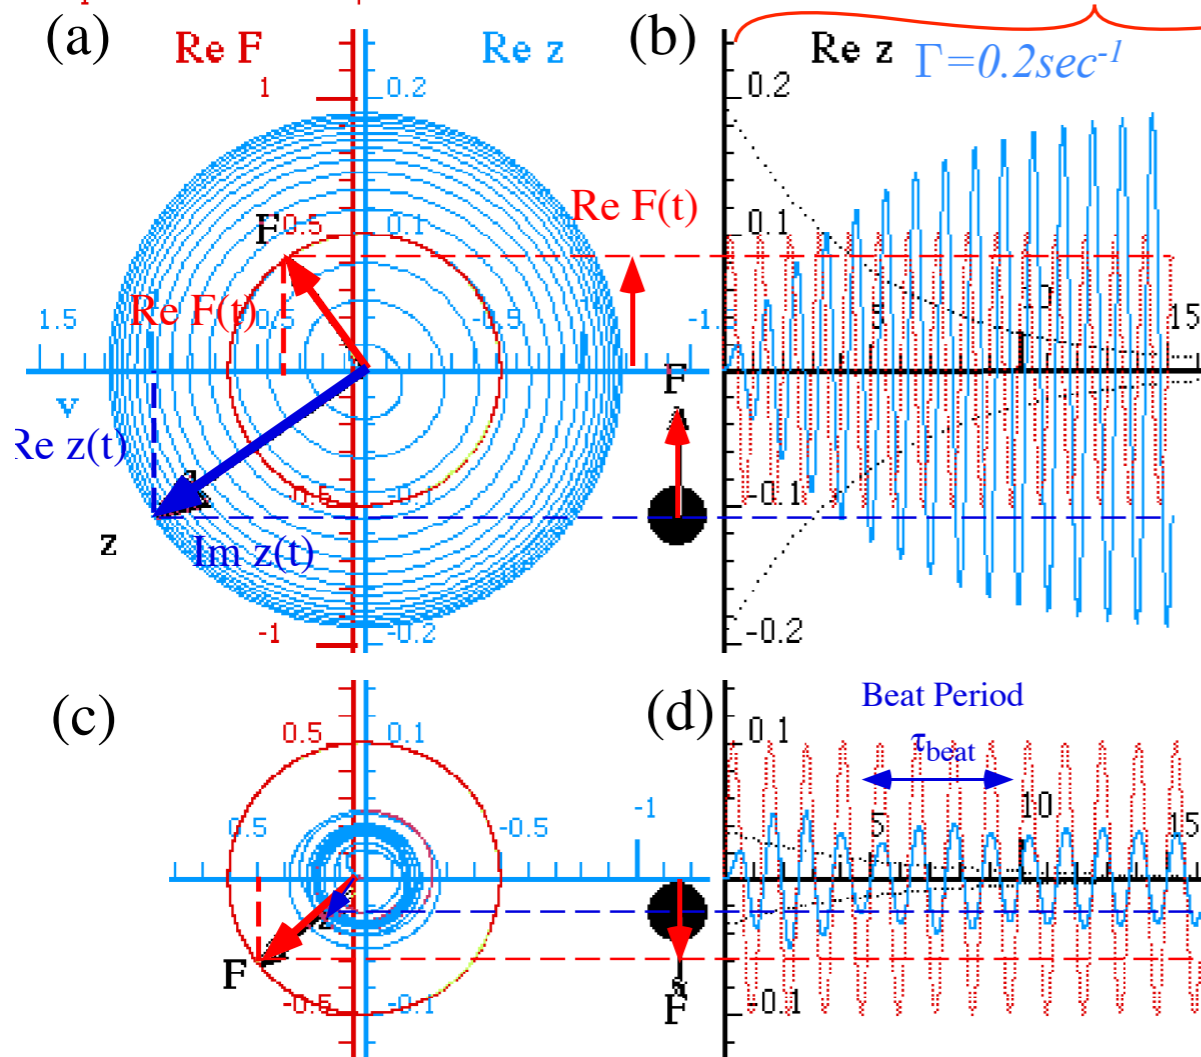 (a)
Re F
Re z
(b)
Re z
Γ=0.2sec⁻¹
1
0.2
0.2
F
0.5
0.1
Re F(t)
0.1
1.5
Re F(t)
0.5
-0.5
-1.
5
15
v
F
Re z(t)
-0.5
-0.1
-0.1
z
Im z(t)
-1
-0.2
-0.2
(c)
(d)
Beat Period
τbeat
0.5
0.1
0.1
0.5
-0.5
-1
5
10
15
F
-0.5
-0.1
F
-0.1